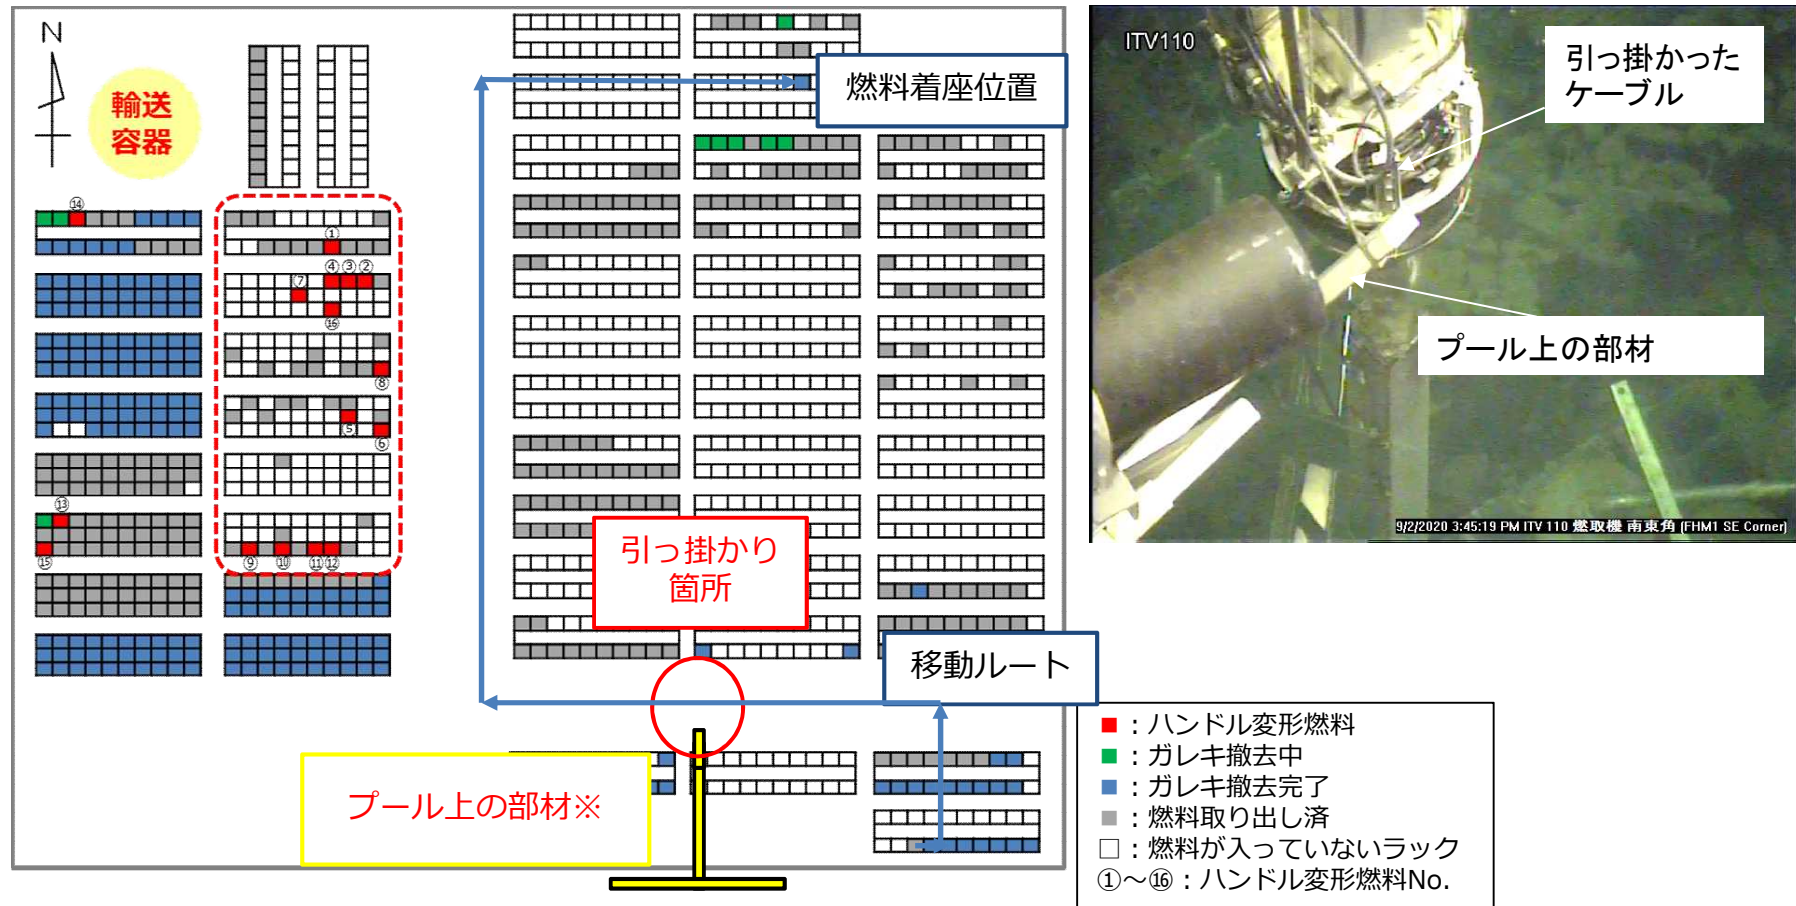 N
輸送
容器
⑭
①
④③②
⑦
⑯
⑧
⑤
⑥
⑬
⑮
⑨
⑩
⑪⑫
燃料着座位置
引っ掛かり
箇所
移動ルート
プール上の部材※
ITV110
引っ掛かった
ケーブル
プール上の部材
9/2/2020 3:45:19 PM ITV 110 燃取機 南東角 (FHM1 SE Corner)
■：ハンドル変形燃料
■：ガレキ撤去中
■：ガレキ撤去完了
■：燃料取り出し済
□：燃料が入っていないラック
①～⑯：ハンドル変形燃料No.